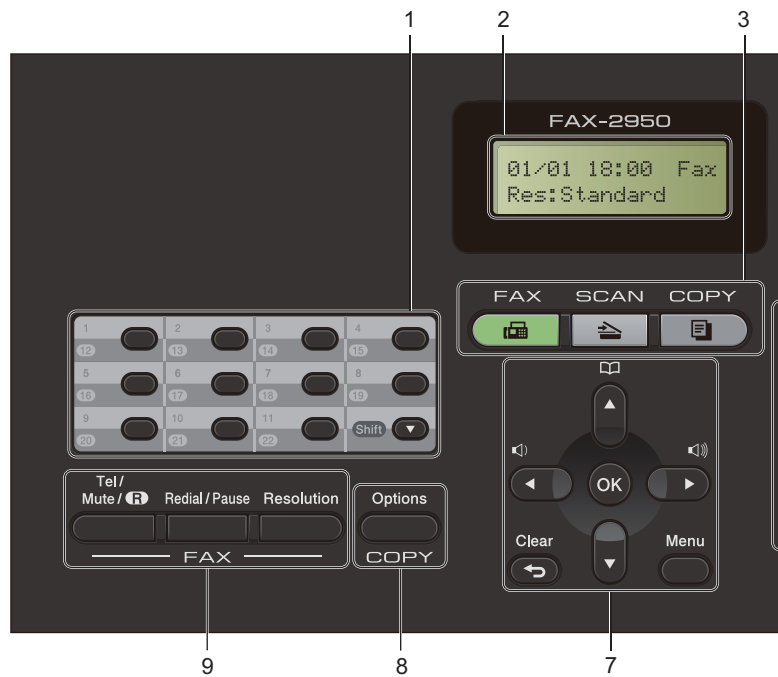 1 2 3
FAX-2950
01/01 18:00 Fax
Res:Standard
FAX SCAN COPY
1 2 3 4
12 13 14 15
5 6 7 8
16 17 18 19
9 10 11 Shift
20 21 22
Tel/
Mute/R Redial/Pause Resolution
FAX
Options
COPY
OK
Clear Menu
9 8 7